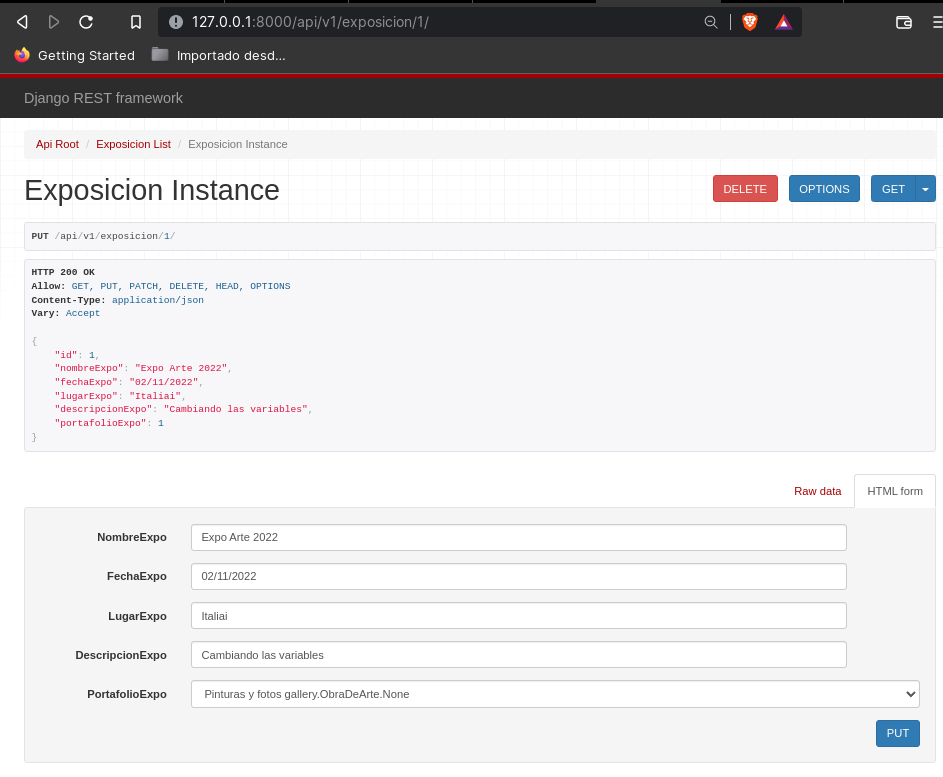 127.0.0.1:8000/api/v1/exposicion/1/
Getting Started Importado desd...
Django REST framework
Api Root / Exposicion List / Exposicion Instance
Exposicion Instance
DELETE OPTIONS GET
PUT /api/v1/exposicion/1/
HTTP 200 OK
Allow: GET, PUT, PATCH, DELETE, HEAD, OPTIONS
Content-Type: application/json
Vary: Accept
{
"id": 1,
"nombreExpo": "Expo Arte 2022",
"fechaExpo": "02/11/2022",
"lugarExpo": "Italiai",
"descripcionExpo": "Cambiando las variables",
"portafolioExpo": 1
}
Raw data HTML form
NombreExpo Expo Arte 2022
FechaExpo 02/11/2022
LugarExpo Italiai
DescripcionExpo Cambiando las variables
PortafolioExpo Pinturas y fotos gallery.ObraDeArte.None
PUT